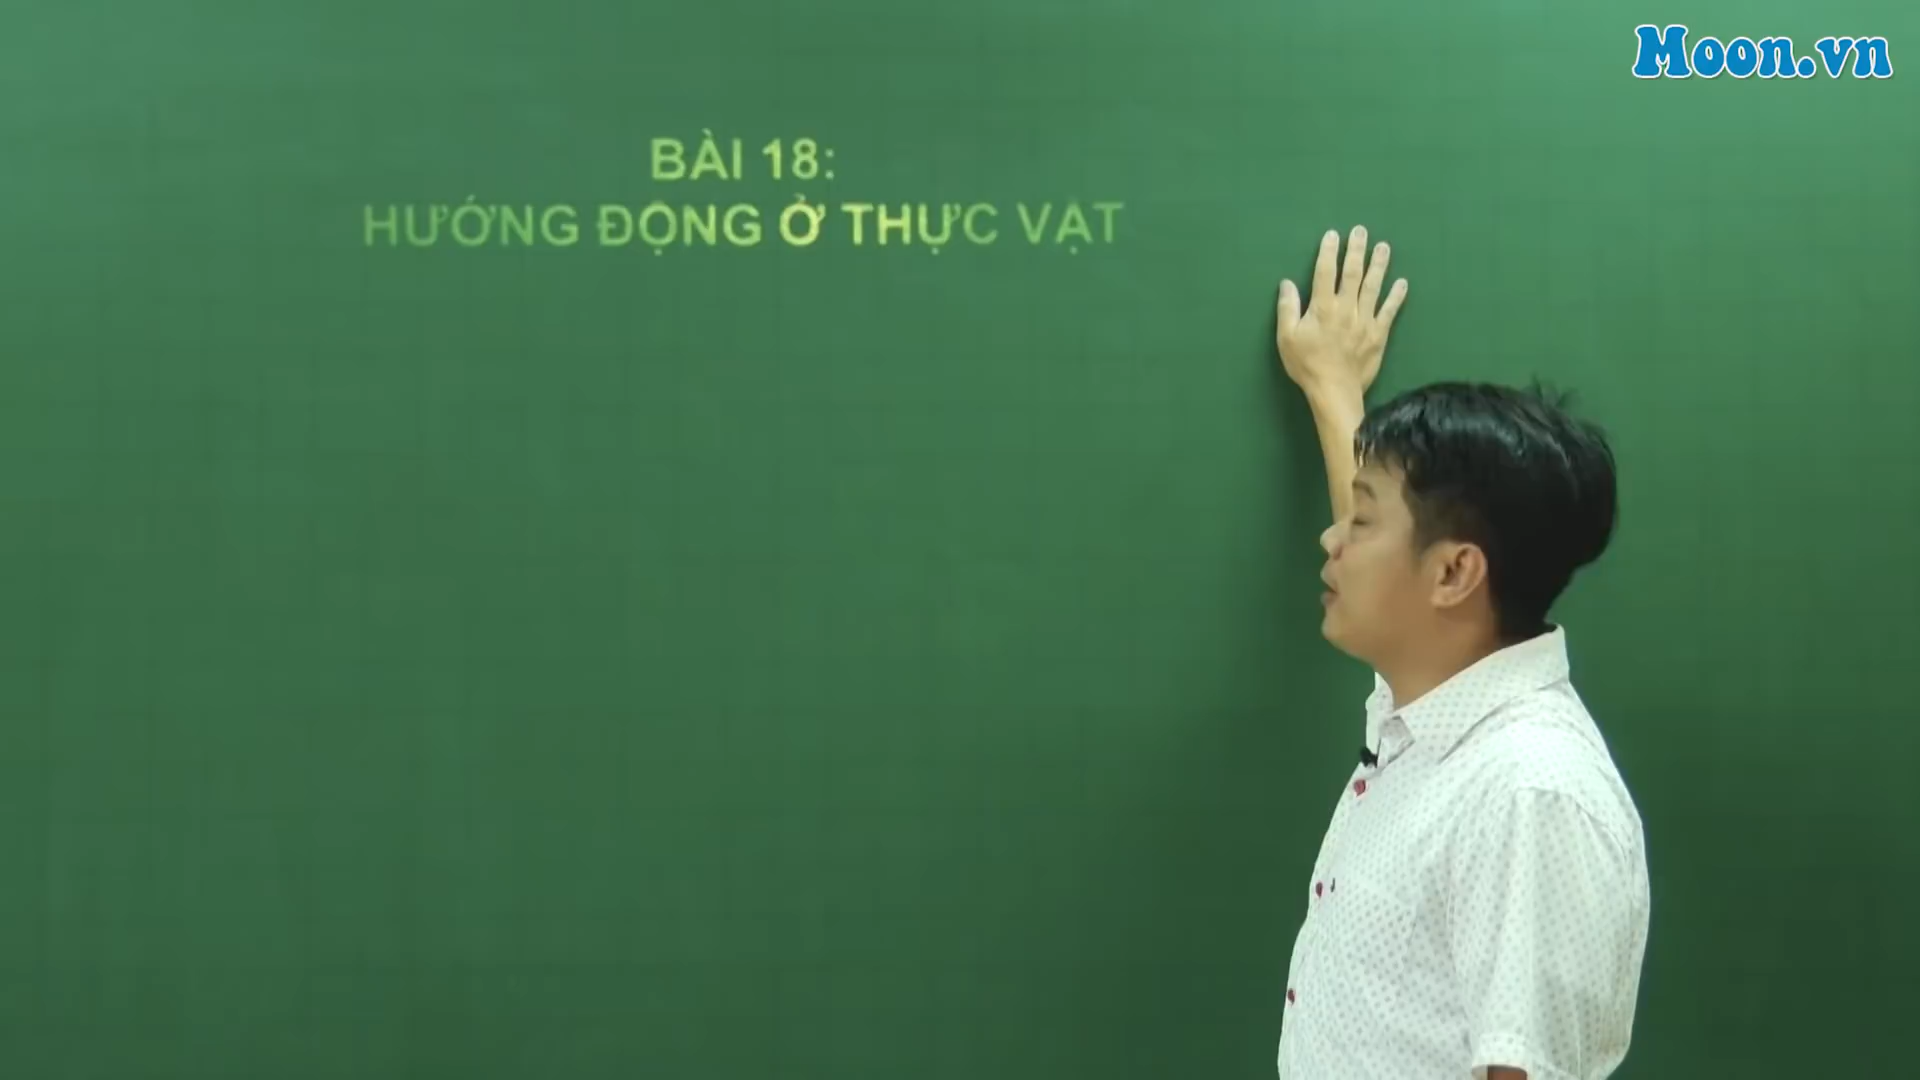 Moon.vn
BÀI 18:
HƯỚNG ĐỘNG Ở THỰC VẬT